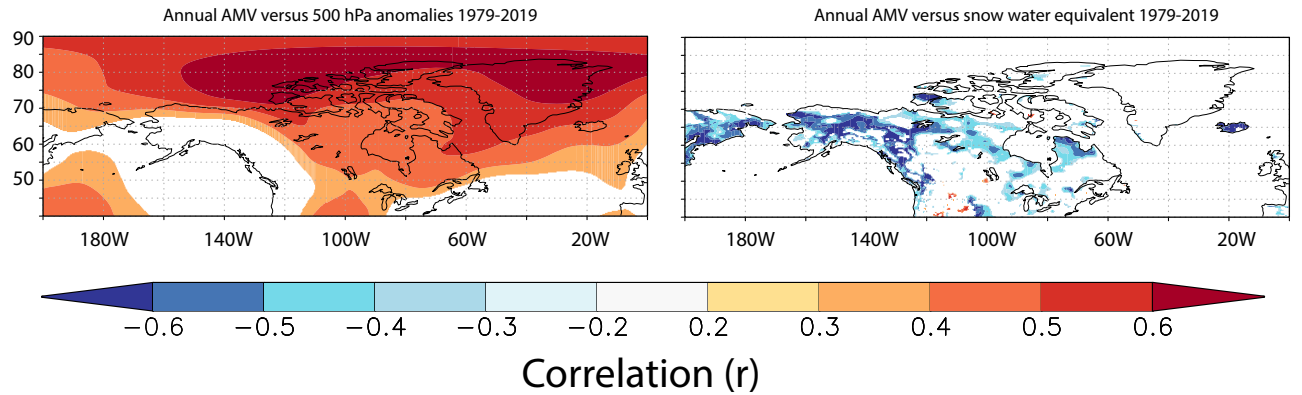 Annual AMV versus 500 hPa anomalies 1979-2019
Annual AMV versus snow water equivalent 1979-2019
90
80
70
60
50
180W 140W 100W 60W 20W
180W 140W 100W 60W 20W
−0.6 −0.5 −0.4 −0.3 −0.2 0.2 0.3 0.4 0.5 0.6
Correlation (r)